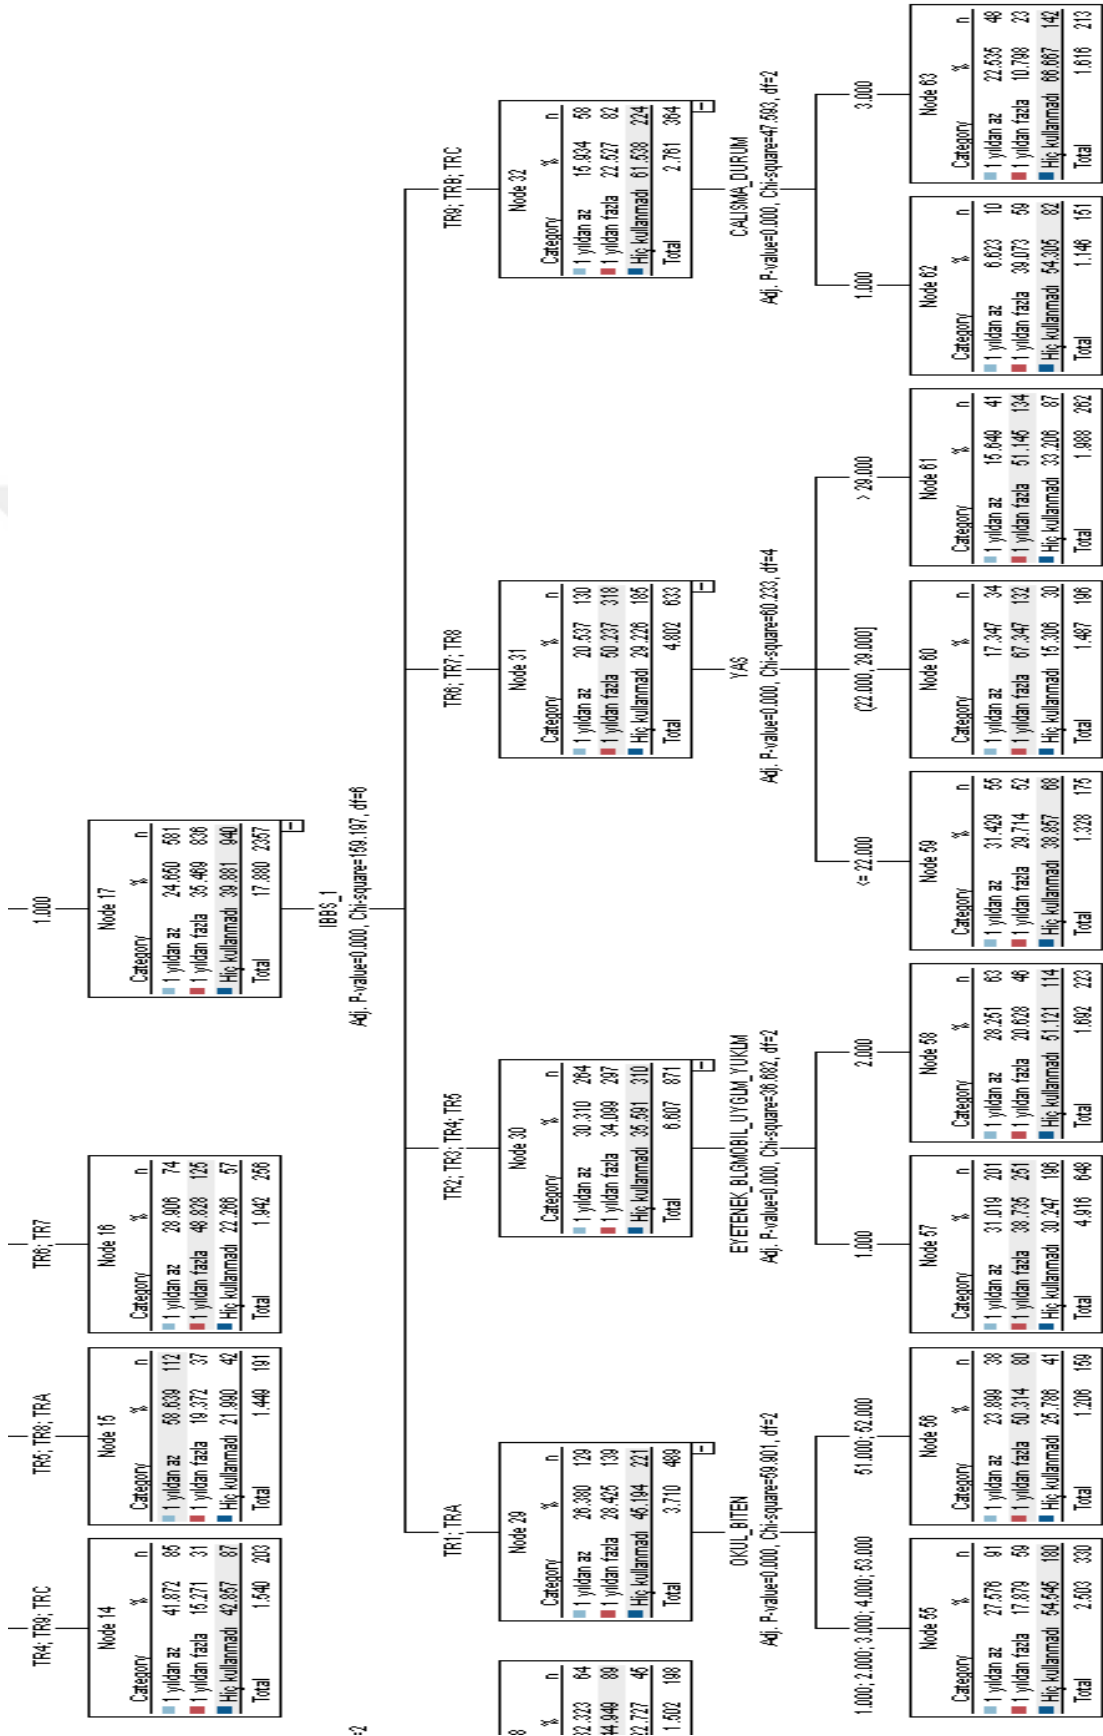 1.000
TR6; TR7
TR5; TR8; TRA
TR4; TR9; TRC
Node 17
Category % n
1 yıldan az 24.650 581
1 yıldan fazla 35.469 836
Hiç kullanmadı 39.881 940
Total 17.880 2357
IBBS_1
Adj. P-value=0.000, Chi-square=159.197, df=6
Node 14
Category % n
1 yıldan az 41.872 85
1 yıldan fazla 15.271 31
Hiç kullanmadı 42.857 87
Total 1.540 203
Node 15
Category % n
1 yıldan az 58.639 112
1 yıldan fazla 19.372 37
Hiç kullanmadı 21.990 42
Total 1.449 191
Node 16
Category % n
1 yıldan az 28.906 74
1 yıldan fazla 48.828 125
Hiç kullanmadı 22.266 57
Total 1.942 256
=2
TR1; TRA
Node 29
Category % n
1 yıldan az 26.380 129
1 yıldan fazla 28.425 139
Hiç kullanmadı 45.194 221
Total 3.710 489
OKUL_BITEN
Adj. P-value=0.000, Chi-square=59.901, df=2
TR2; TR3; TR4; TR5
Node 30
Category % n
1 yıldan az 30.310 264
1 yıldan fazla 34.099 297
Hiç kullanmadı 35.591 310
Total 6.607 871
EYETENEK_BLGMOBIL_UYGLM_YUKLM
Adj. P-value=0.000, Chi-square=36.682, df=2
TR6; TR7; TR8
Node 31
Category % n
1 yıldan az 20.537 130
1 yıldan fazla 50.237 318
Hiç kullanmadı 29.226 185
Total 4.802 633
YAS
Adj. P-value=0.000, Chi-square=60.233, df=4
TR9; TRB; TRC
Node 32
Category % n
1 yıldan az 15.934 58
1 yıldan fazla 22.527 82
Hiç kullanmadı 61.538 224
Total 2.761 364
CALISMA_DURUM
Adj. P-value=0.000, Chi-square=47.593, df=2
8
% n
32.323 64
44.949 89
22.727 45
1.502 198
1.000; 2.000; 3.000; 4.000; 53.000
Node 55
Category % n
1 yıldan az 27.576 91
1 yıldan fazla 17.879 59
Hiç kullanmadı 54.545 180
Total 2.503 330
51.000; 52.000
Node 56
Category % n
1 yıldan az 23.899 38
1 yıldan fazla 50.314 80
Hiç kullanmadı 25.786 41
Total 1.206 159
1.000
Node 57
Category % n
1 yıldan az 31.019 201
1 yıldan fazla 38.735 251
Hiç kullanmadı 30.247 196
Total 4.916 648
2.000
Node 58
Category % n
1 yıldan az 28.251 63
1 yıldan fazla 20.628 46
Hiç kullanmadı 51.121 114
Total 1.692 223
<= 22.000
Node 59
Category % n
1 yıldan az 31.429 55
1 yıldan fazla 29.714 52
Hiç kullanmadı 38.857 68
Total 1.328 175
(22.000, 29.000]
Node 60
Category % n
1 yıldan az 17.347 34
1 yıldan fazla 67.347 132
Hiç kullanmadı 15.306 30
Total 1.487 196
> 29.000
Node 61
Category % n
1 yıldan az 15.649 41
1 yıldan fazla 51.145 134
Hiç kullanmadı 33.206 87
Total 1.988 262
1.000
Node 62
Category % n
1 yıldan az 6.623 10
1 yıldan fazla 39.073 59
Hiç kullanmadı 54.305 82
Total 1.146 151
3.000
Node 63
Category % n
1 yıldan az 22.535 48
1 yıldan fazla 10.798 23
Hiç kullanmadı 66.667 142
Total 1.616 213